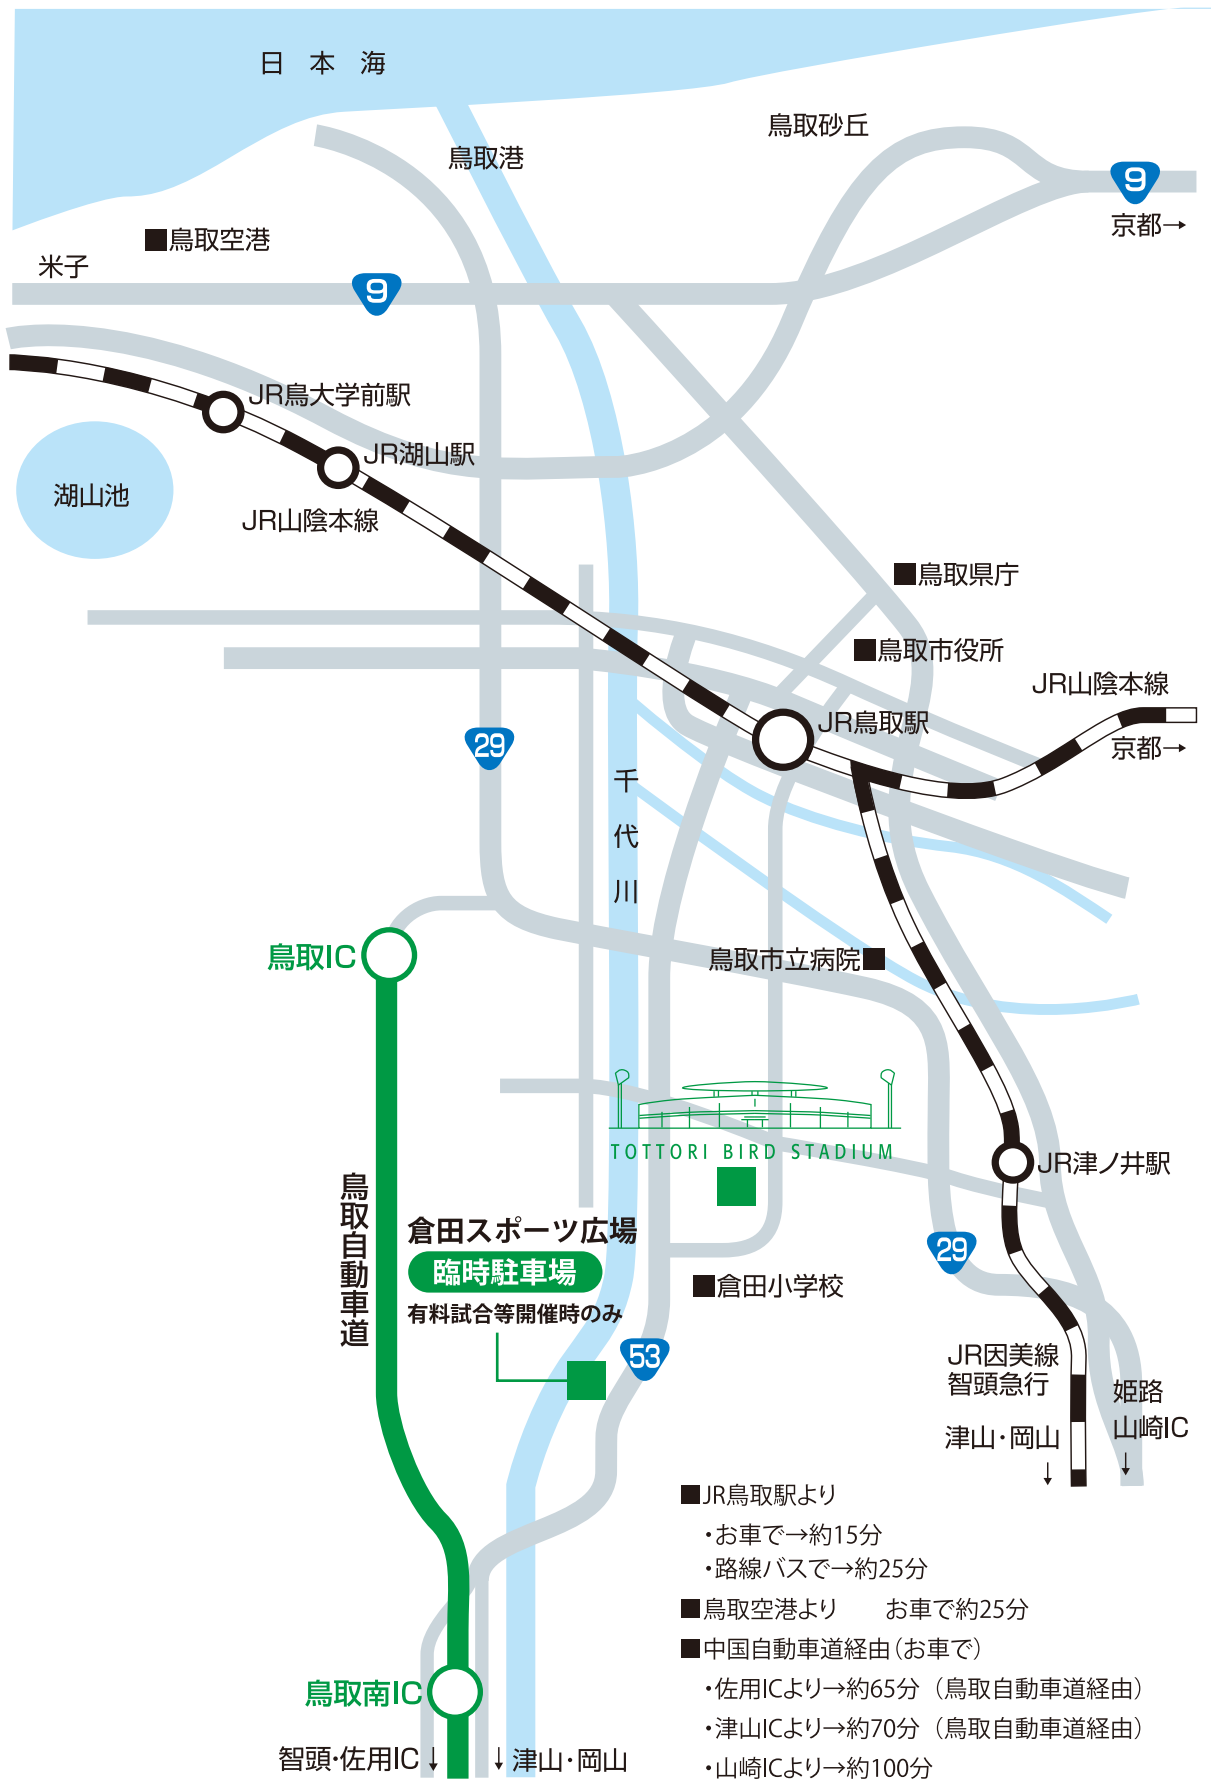 日本海
鳥取砂丘
鳥取港
9
京都→
■鳥取空港
米子
9
JR鳥大学前駅
JR湖山駅
湖山池
JR山陰本線
■鳥取県庁
■鳥取市役所
JR山陰本線
JR鳥取駅
京都→
29
千代川
鳥取IC
鳥取市立病院■
TOTTORI BIRD STADIUM
JR津ノ井駅
鳥取自動車道
倉田スポーツ広場
臨時駐車場
有料試合等開催時のみ
29
■倉田小学校
53
JR因美線
智頭急行
姫路
山崎IC
津山・岡山
↓
↓
■JR鳥取駅より
・お車で→約15分
・路線バスで→約25分
■鳥取空港より　お車で約25分
■中国自動車道経由(お車で)
・佐用ICより→約65分(鳥取自動車道経由)
・津山ICより→約70分(鳥取自動車道経由)
・山崎ICより→約100分
鳥取南IC
智頭・佐用IC↓
↓津山・岡山